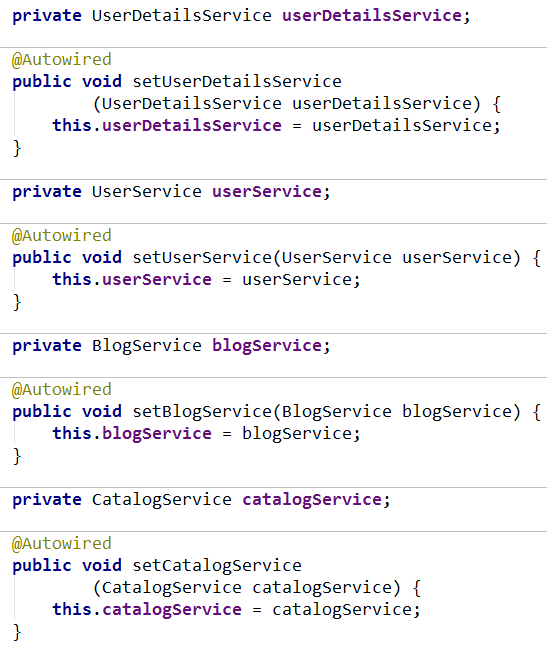 private UserDetailsService userDetailsService;
@Autowired
public void setUserDetailsService
(UserDetailsService userDetailsService) {
this.userDetailsService = userDetailsService;
}
private UserService userService;
@Autowired
public void setUserService(UserService userService) {
this.userService = userService;
}
private BlogService blogService;
@Autowired
public void setBlogService(BlogService blogService) {
this.blogService = blogService;
}
private CatalogService catalogService;
@Autowired
public void setCatalogService
(CatalogService catalogService) {
this.catalogService = catalogService;
}